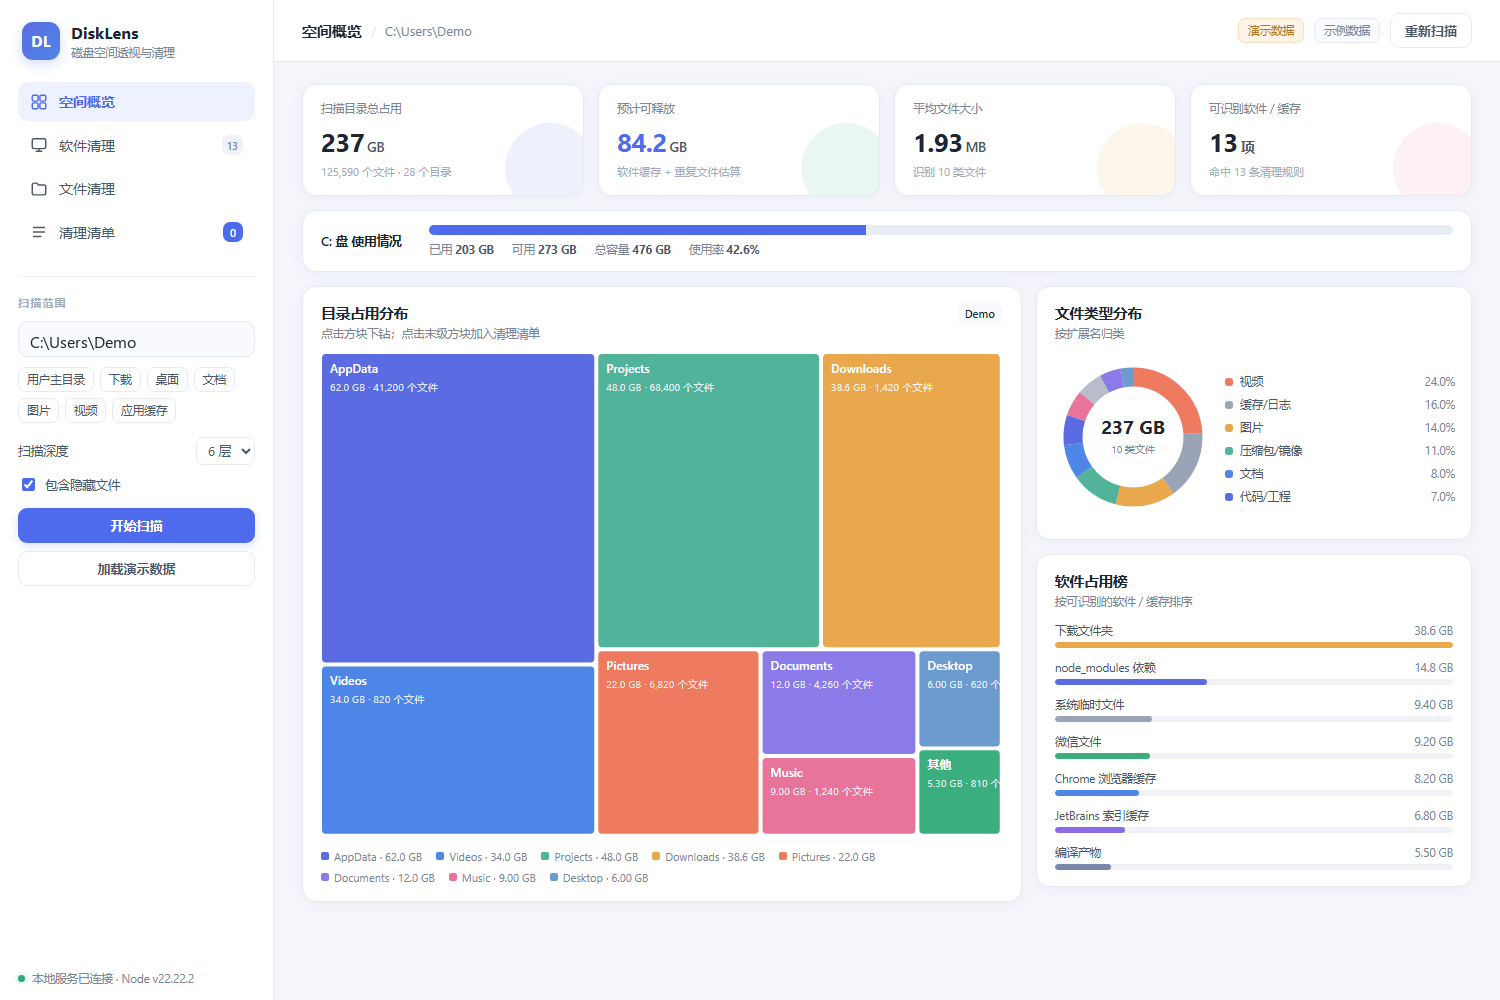 DL
DiskLens
磁盘空间透视与清理
空间概览
软件清理
13
文件清理
清理清单
0
扫描范围
C:\Users\Demo
用户主目录
下载
桌面
文档
图片
视频
应用缓存
扫描深度
6 层
包含隐藏文件
开始扫描
加载演示数据
本地服务已连接 · Node v22.22.2
空间概览 / C:\Users\Demo
演示数据
示例数据
重新扫描
扫描目录总占用
237 GB
125,590 个文件 · 28 个目录
预计可释放
84.2 GB
软件缓存 + 重复文件估算
平均文件大小
1.93 MB
识别 10 类文件
可识别软件 / 缓存
13 项
命中 13 条清理规则
C: 盘 使用情况
已用 203 GB
可用 273 GB
总容量 476 GB
使用率 42.6%
目录占用分布
点击方块下钻；点击末级方块加入清理清单
Demo
AppData
62.0 GB · 41,200 个文件
Projects
48.0 GB · 68,400 个文件
Downloads
38.6 GB · 1,420 个文件
Videos
34.0 GB · 820 个文件
Pictures
22.0 GB · 6,820 个文件
Documents
12.0 GB · 4,260 个文件
Desktop
6.00 GB · 620 个
Music
9.00 GB · 1,240 个文件
其他
5.30 GB · 810 个
AppData · 62.0 GB
Videos · 34.0 GB
Projects · 48.0 GB
Downloads · 38.6 GB
Pictures · 22.0 GB
Documents · 12.0 GB
Music · 9.00 GB
Desktop · 6.00 GB
文件类型分布
按扩展名归类
237 GB
10 类文件
视频 24.0%
缓存/日志 16.0%
图片 14.0%
压缩包/镜像 11.0%
文档 8.0%
代码/工程 7.0%
软件占用榜
按可识别的软件 / 缓存排序
下载文件夹 38.6 GB
node_modules 依赖 14.8 GB
系统临时文件 9.40 GB
微信文件 9.20 GB
Chrome 浏览器缓存 8.20 GB
JetBrains 索引缓存 6.80 GB
编译产物 5.50 GB